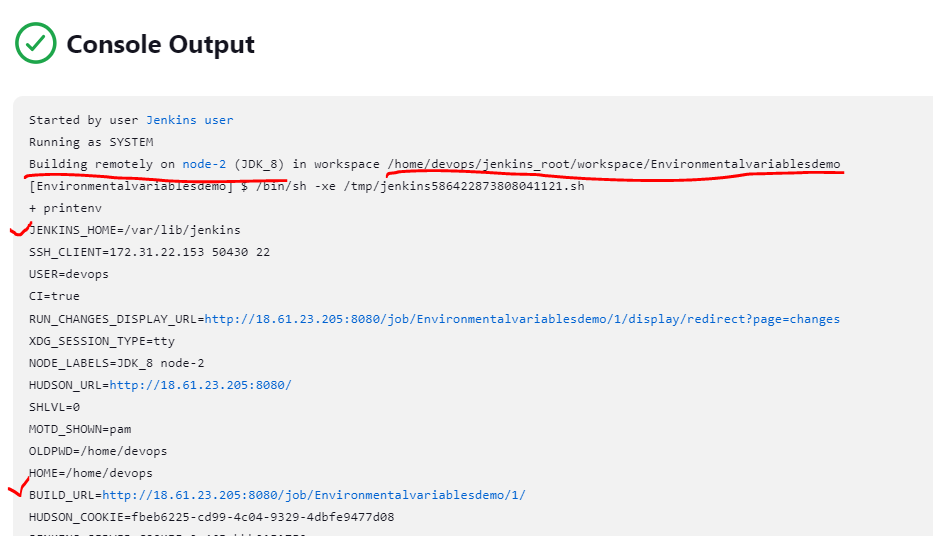 Console Output
Started by user Jenkins user
Running as SYSTEM
Building remotely on node-2 (JDK_8) in workspace /home/devops/jenkins_root/workspace/Environmentalvariablesdemo
[Environmentalvariablesdemo] $ /bin/sh -xe /tmp/jenkins586422873808041121.sh
+ printenv
JENKINS_HOME=/var/lib/jenkins
SSH_CLIENT=172.31.22.153 50430 22
USER=devops
CI=true
RUN_CHANGES_DISPLAY_URL=http://18.61.23.205:8080/job/Environmentalvariablesdemo/1/display/redirect?page=changes
XDG_SESSION_TYPE=tty
NODE_LABELS=JDK_8 node-2
HUDSON_URL=http://18.61.23.205:8080/
SHLVL=0
MOTD_SHOWN=pam
OLDPWD=/home/devops
HOME=/home/devops
BUILD_URL=http://18.61.23.205:8080/job/Environmentalvariablesdemo/1/
HUDSON_COOKIE=fbeb6225-cd99-4c04-9329-4dbfe9477d08